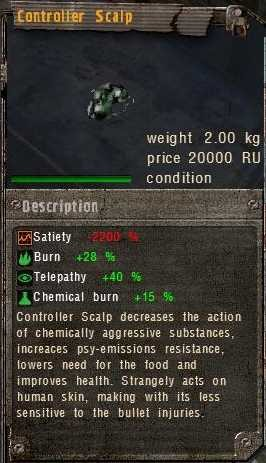 Controller Scalp
weight 2.00 kg
price 20000 RU
condition
Description
Satiety -2200 %
Burn +28 %
Telepathy +40 %
Chemical burn +15 %
Controller Scalp decreases the action
of chemically aggressive substances,
increaces psy-emissions resistance,
lowers need for the food and
improves health. Strangely acts on
human skin, making with its less
sensitive to the bullet injuries.